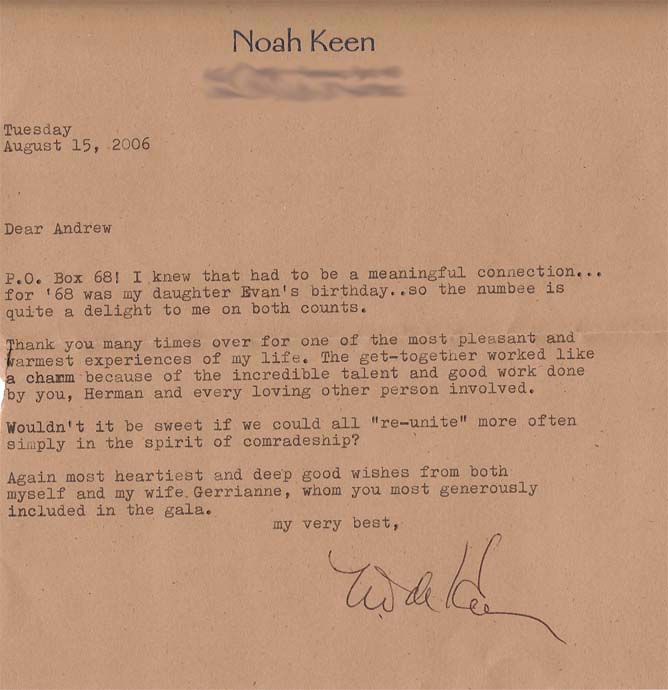 Noah Keen
Tuesday
August 15, 2006
Dear Andrew
P.O. Box 68! I knew that had to be a meaningful connection...
for '68 was my daughter Evan's birthday..so the numbee is
quite a delight to me on both counts.
Thank you many times over for one of the most pleasant and
warmest experiences of my life. The get-together worked like
a charm because of the incredible talent and good work done
by you, Herman and every loving other person involved.
Wouldn't it be sweet if we could all "re-unite" more often
simply in the spirit of comradeship?
Again most heartiest and deep good wishes from both
myself and my wife Gerrianne, whom you most generously
included in the gala.
my very best,